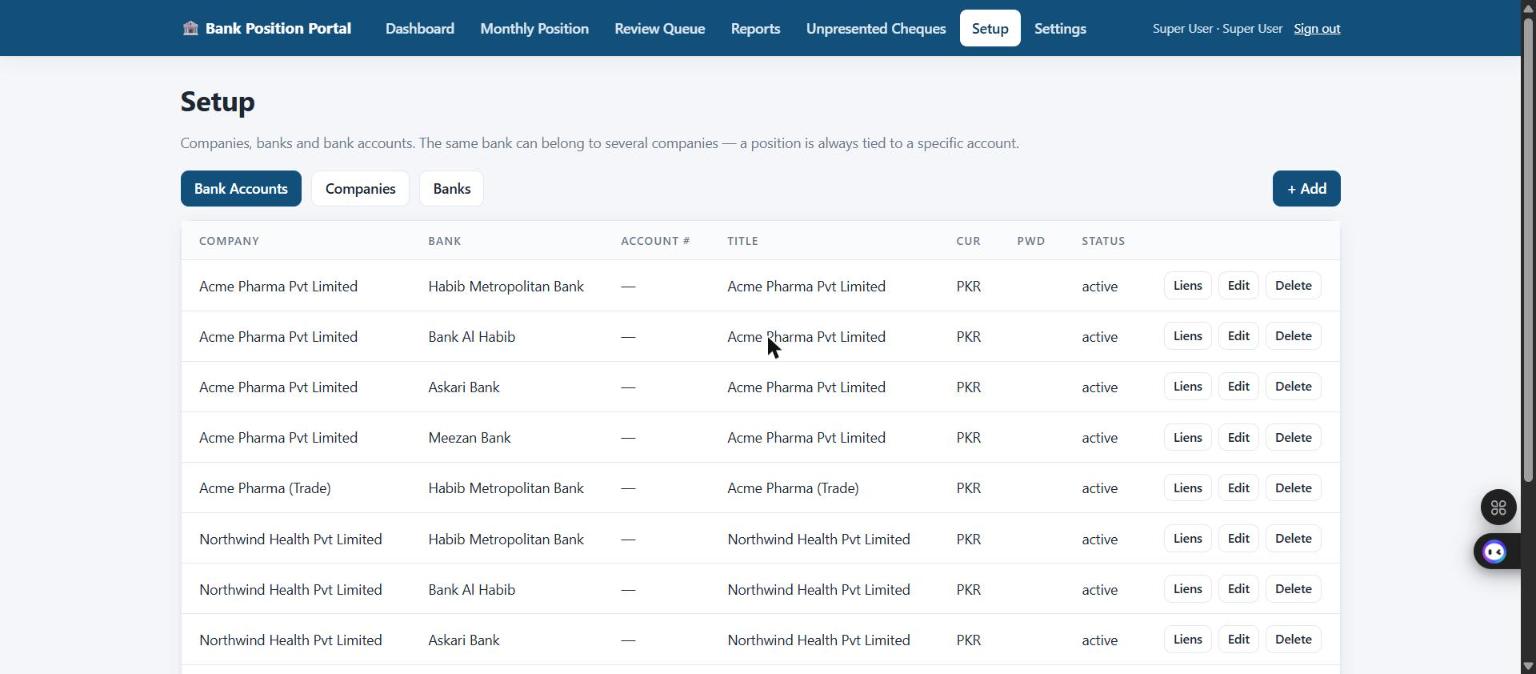 Bank Position Portal Dashboard Monthly Position Review Queue Reports Unpresented Cheques Setup Settings Super User · Super User Sign out
Setup
Companies, banks and bank accounts. The same bank can belong to several companies — a position is always tied to a specific account.
Bank Accounts Companies Banks + Add
COMPANY BANK ACCOUNT # TITLE CUR PWD STATUS
Acme Pharma Pvt Limited Habib Metropolitan Bank — Acme Pharma Pvt Limited PKR active Liens Edit Delete
Acme Pharma Pvt Limited Bank Al Habib — Acme Pharma Pvt Limited PKR active Liens Edit Delete
Acme Pharma Pvt Limited Askari Bank — Acme Pharma Pvt Limited PKR active Liens Edit Delete
Acme Pharma Pvt Limited Meezan Bank — Acme Pharma Pvt Limited PKR active Liens Edit Delete
Acme Pharma (Trade) Habib Metropolitan Bank — Acme Pharma (Trade) PKR active Liens Edit Delete
Northwind Health Pvt Limited Habib Metropolitan Bank — Northwind Health Pvt Limited PKR active Liens Edit Delete
Northwind Health Pvt Limited Bank Al Habib — Northwind Health Pvt Limited PKR active Liens Edit Delete
Northwind Health Pvt Limited Askari Bank — Northwind Health Pvt Limited PKR active Liens Edit Delete